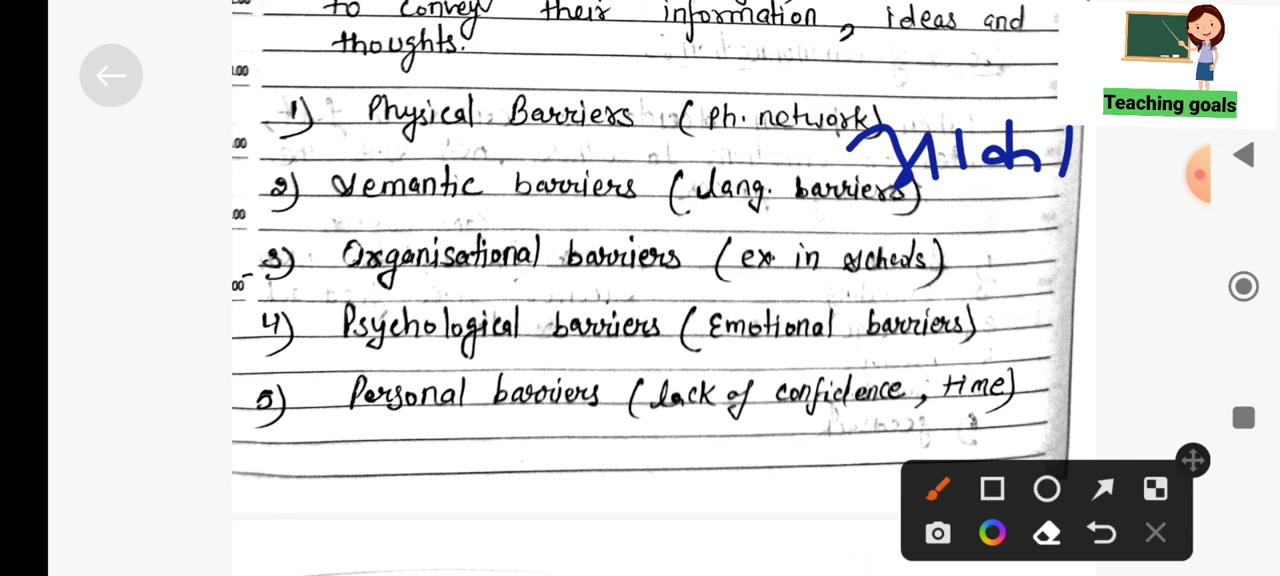 to convey their information, ideas and
thoughts.
1) Physical Barriers (Ph. network)
2) Semantic barriers (lang. barriers)
3) Organisational barriers (ex. in schools)
4) Psychological barriers (Emotional barriers)
5) Personal barriers (lack of confidence, time)
Teaching goals